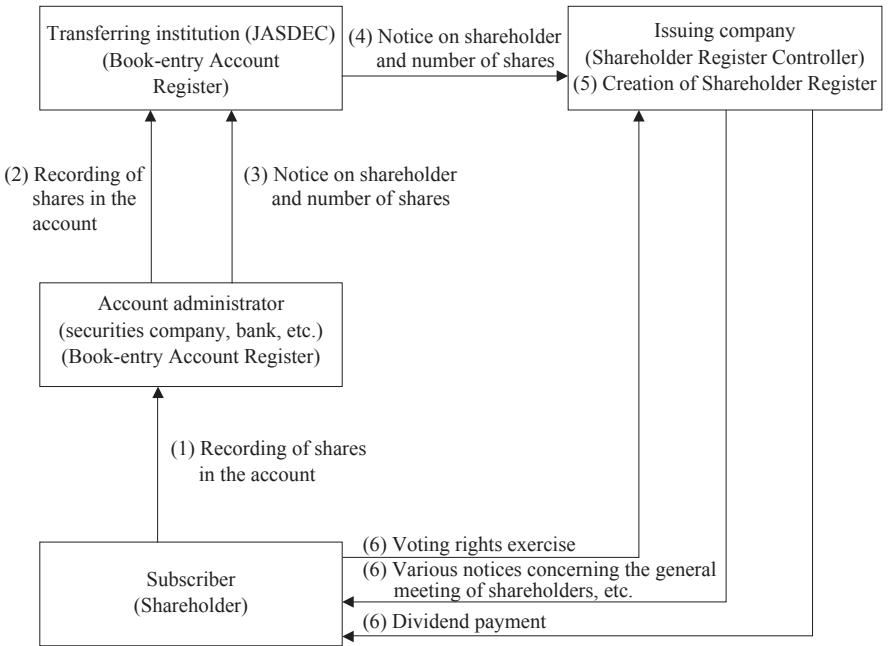 Transferring institution (JASDEC)
(Book-entry Account
Register)
(4) Notice on shareholder
and number of shares
Issuing company
(Shareholder Register Controller)
(5) Creation of Shareholder Register
(2) Recording of
shares in the
account
(3) Notice on shareholder
and number of shares
Account administrator
(securities company, bank, etc.)
(Book-entry Account Register)
(1) Recording of shares
in the account
Subscriber
(Shareholder)
(6) Voting rights exercise
(6) Various notices concerning the general
meeting of shareholders, etc.
(6) Dividend payment